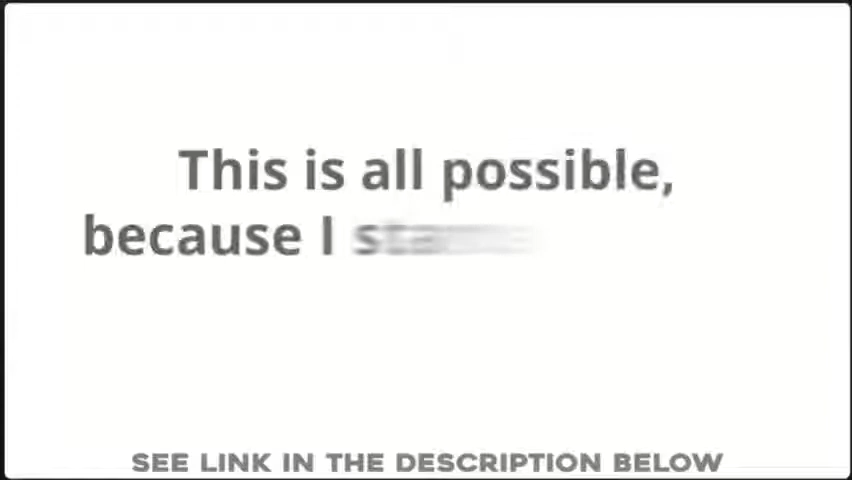 This is all possible,
because I
SEE LINK IN THE DESCRIPTION BELOW